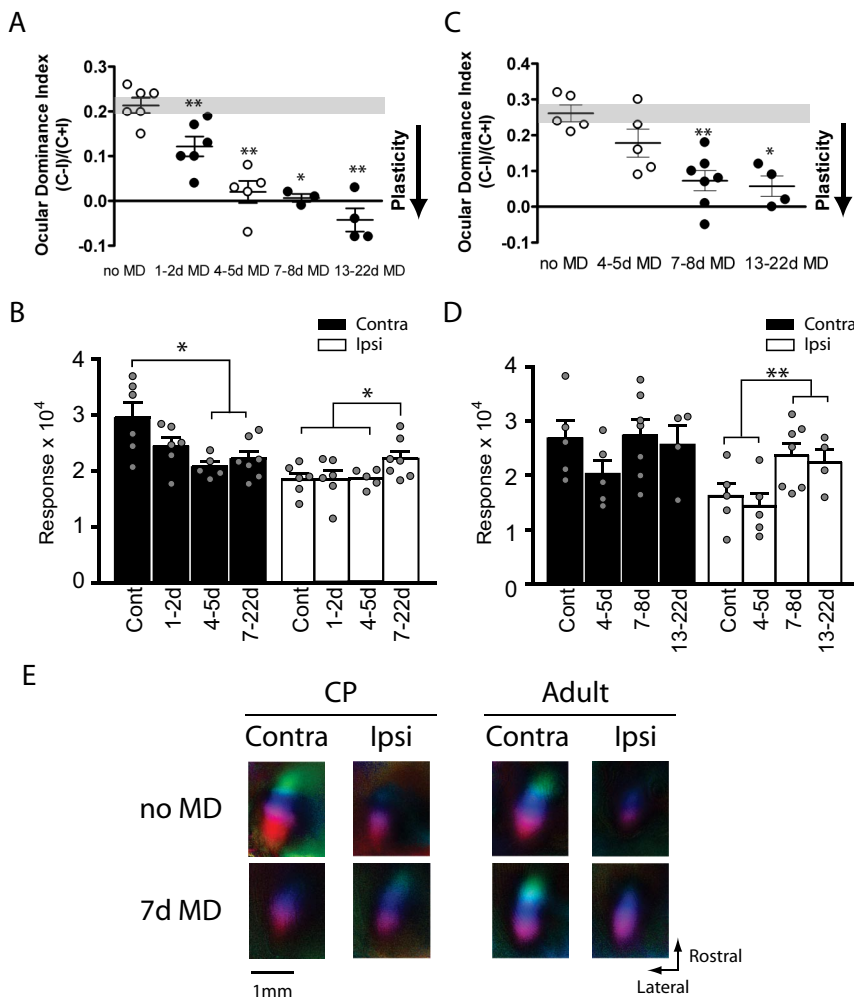 A
Ocular Dominance Index
(C-I)/(C+I)
0.3
0.2
0.1
0.0
-0.1
**
**
*
**
Plasticity
no MD 1-2d MD 4-5d MD 7-8d MD 13-22d MD
C
Ocular Dominance Index
(C-I)/(C+I)
0.4
0.3
0.2
0.1
0.0
-0.1
**
*
Plasticity
no MD 4-5d MD 7-8d MD 13-22d MD
B
Contra
Ipsi
Response x 10⁴
4
3
2
1
0
*
*
Cont 1-2d 4-5d 7-22d Cont 1-2d 4-5d 7-22d
D
Contra
Ipsi
Response x 10⁴
4
3
2
1
0
**
Cont 4-5d 7-8d 13-22d Cont 4-5d 7-8d 13-22d
E
CP Adult
Contra Ipsi Contra Ipsi
no MD
7d MD
1mm
Rostral
Lateral